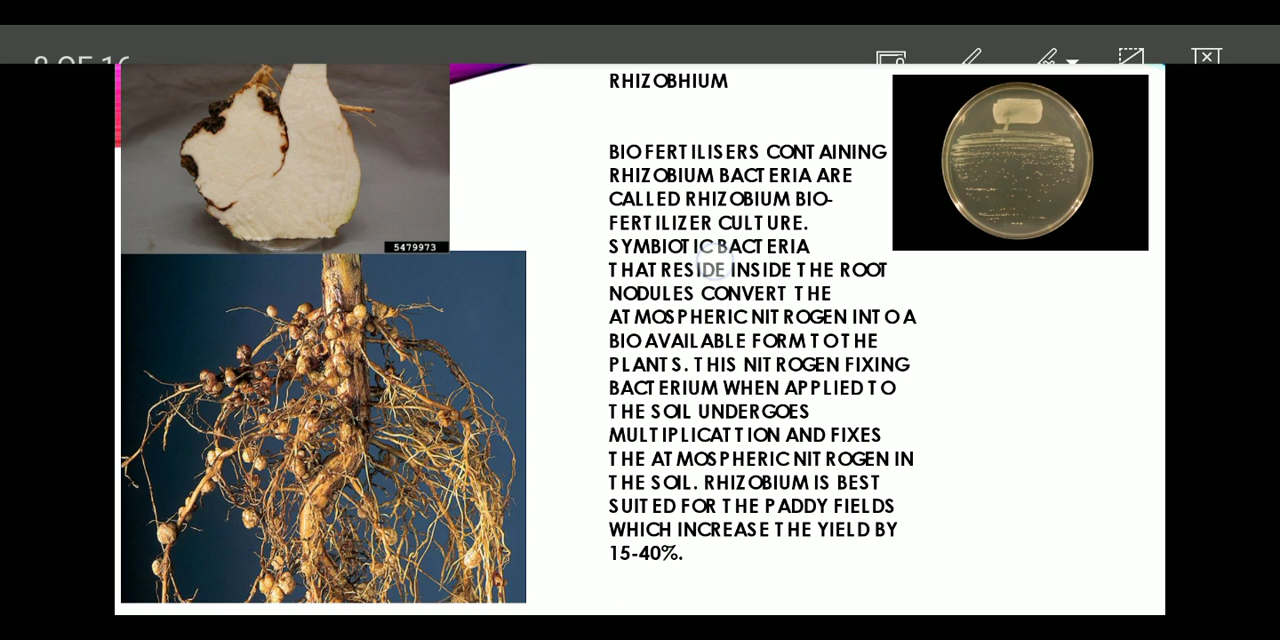 RHIZOBHIUM
BIOFERTILISERS CONTAINING
RHIZOBIUM BACTERIA ARE
CALLED RHIZOBIUM BIO-
FERTILIZER CULTURE.
SYMBIOTIC BACTERIA
THAT RESIDE INSIDE THE ROOT
NODULES CONVERT THE
ATMOSPHERIC NITROGEN INTO A
BIOAVAILABLE FORM TO THE
PLANTS. THIS NITROGEN FIXING
BACTERIUM WHEN APPLIED TO
THE SOIL UNDERGOES
MULTIPLICATTION AND FIXES
THE ATMOSPHERIC NITROGEN IN
THE SOIL. RHIZOBIUM IS BEST
SUITED FOR THE PADDY FIELDS
WHICH INCREASE THE YIELD BY
15-40%.
5479973